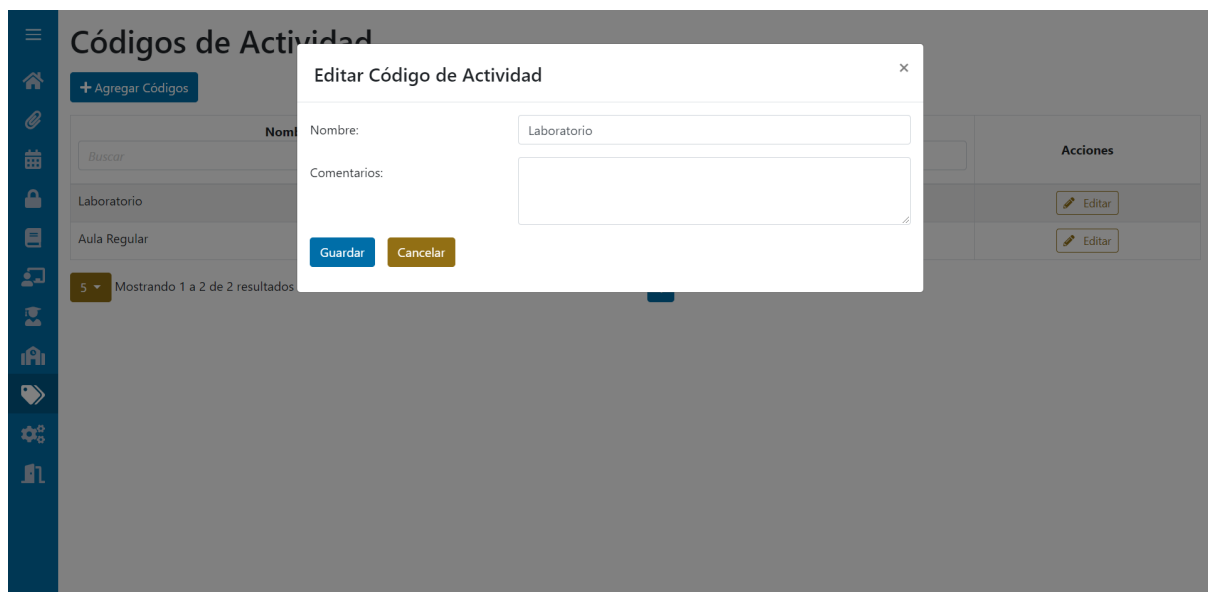 Códigos de Actividad
Editar Código de Actividad ×
+ Agregar Códigos
Nombre: Laboratorio
Buscar
Acciones
Comentarios:
Laboratorio Editar
Aula Regular Editar
Guardar Cancelar
5 Mostrando 1 a 2 de 2 resultados